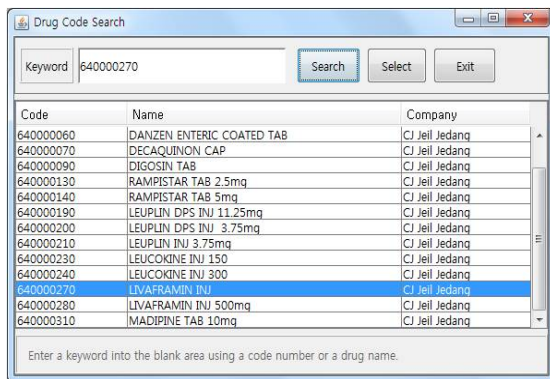 Drug Code Search
Keyword 640000270 Search Select Exit
Code Name Company
640000060 DANZEN ENTERIC COATED TAB CJ Jeil Jedang
640000070 DECAQUINON CAP CJ Jeil Jedang
640000090 DIGOSIN TAB CJ Jeil Jedang
640000130 RAMPISTAR TAB 2.5mg CJ Jeil Jedang
640000140 RAMPISTAR TAB 5mg CJ Jeil Jedang
640000190 LEUPLIN DPS INJ 11.25mg CJ Jeil Jedang
640000200 LEUPLIN DPS INJ 3.75mg CJ Jeil Jedang
640000210 LEUPLIN INJ 3.75mg CJ Jeil Jedang
640000230 LEUCOKINE INJ 150 CJ Jeil Jedang
640000240 LEUCOKINE INJ 300 CJ Jeil Jedang
640000270 LIVAFRAMIN INJ CJ Jeil Jedang
640000280 LIVAFRAMIN INJ 500mg CJ Jeil Jedang
640000310 MADIPINE TAB 10mg CJ Jeil Jedang
Enter a keyword into the blank area using a code number or a drug name.